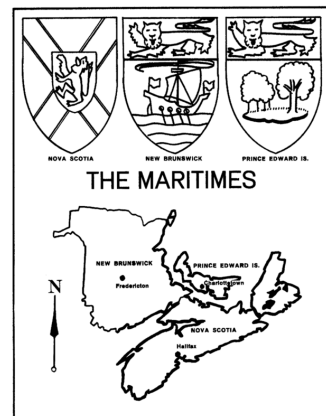 NOVA SCOTIA
NEW BRUNSWICK
PRINCE EDWARD IS.
THE MARITIMES
NEW BRUNSWICK
Fredericton
PRINCE EDWARD IS.
Charlottetown
N
NOVA SCOTIA
Halifax